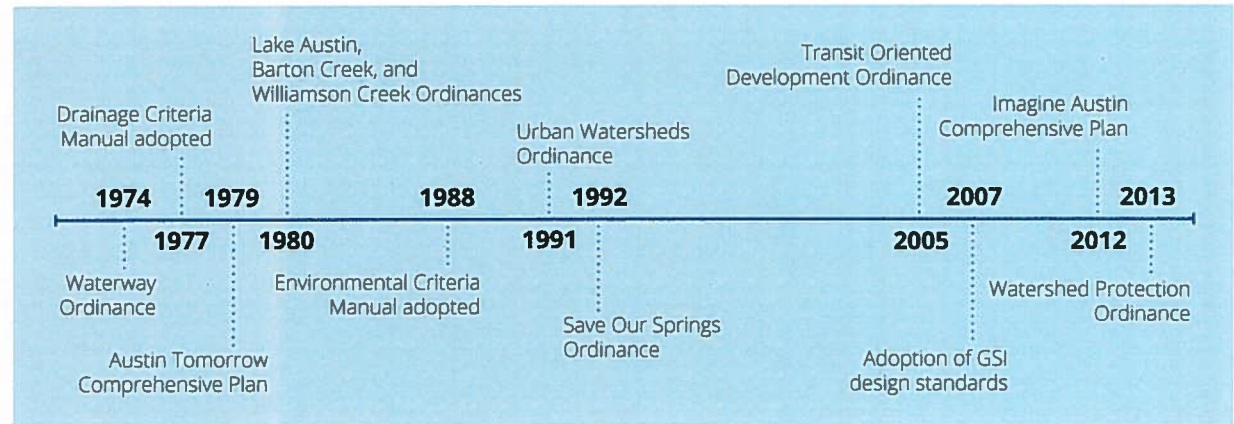 Lake Austin,
Barton Creek, and
Williamson Creek Ordinances
Transit Oriented
Development Ordinance
Drainage Criteria
Manual adopted
Imagine Austin
Comprehensive Plan
Urban Watersheds
Ordinance
1974 1979 1988 1992 2007 2013
1977 1980 1991 2005 2012
Waterway
Ordinance
Environmental Criteria
Manual adopted
Watershed Protection
Ordinance
Save Our Springs
Ordinance
Austin Tomorrow
Comprehensive Plan
Adoption of GSI
design standards